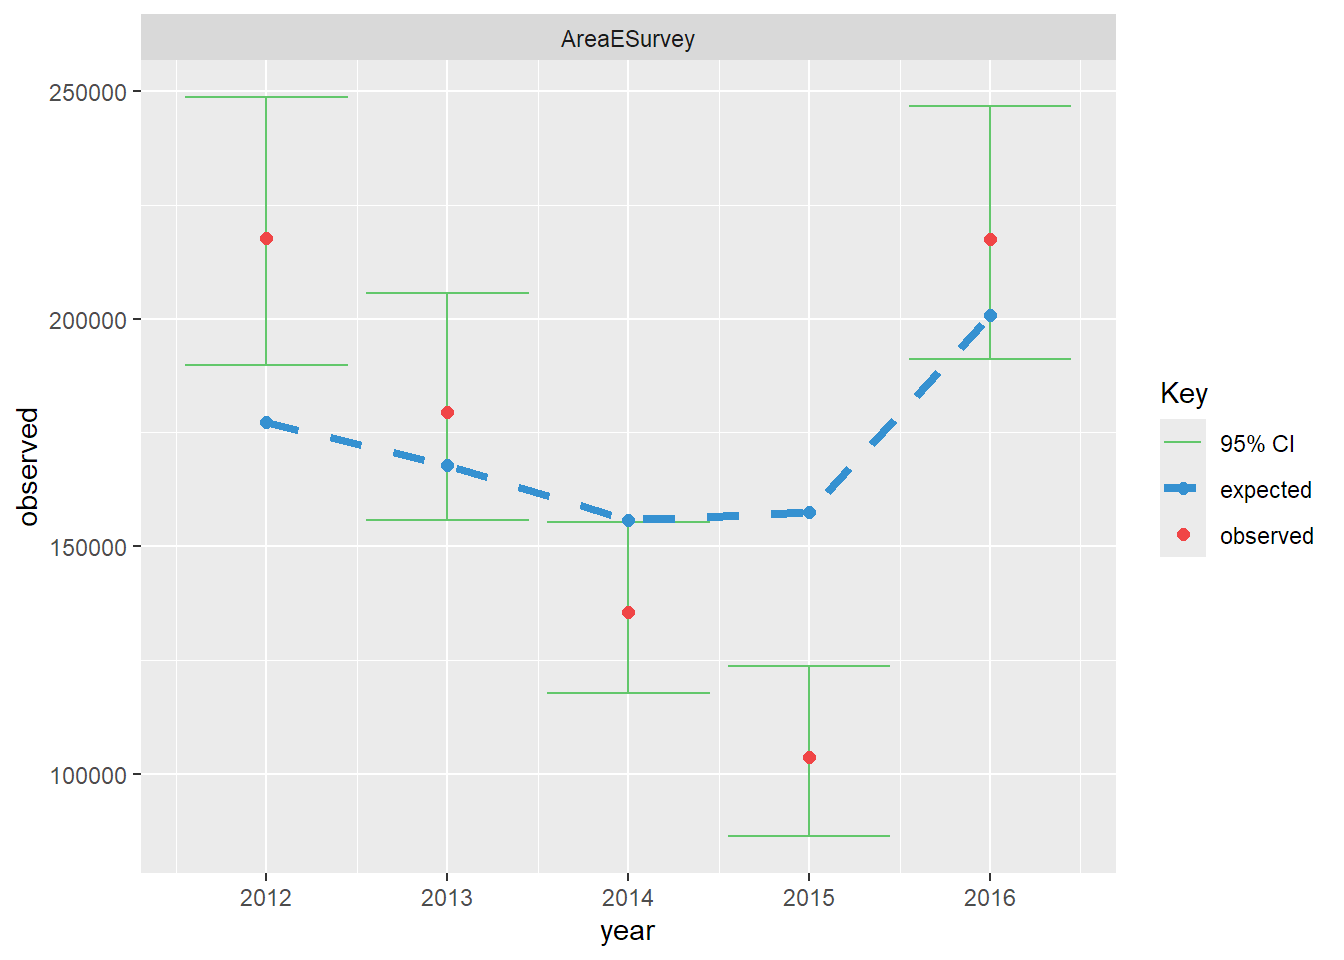 AreaESurvey
250000
200000
150000
100000
observed
2012
2013
2014
2015
2016
year
Key
95% CI
expected
observed